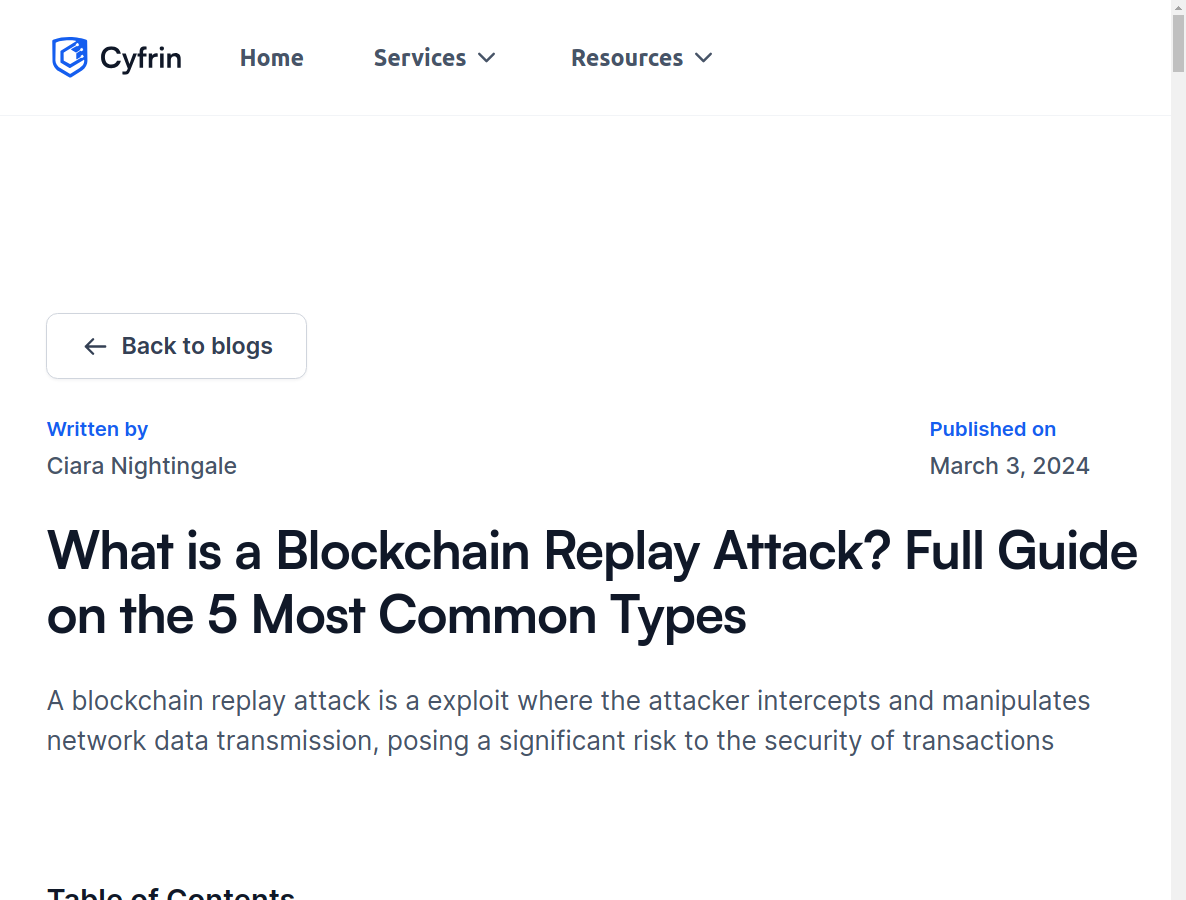 Cyfrin
Home
Services
Resources
Back to blogs
Written by
Ciara Nightingale
Published on
March 3, 2024
What is a Blockchain Replay Attack? Full Guide
on the 5 Most Common Types
A blockchain replay attack is a exploit where the attacker intercepts and manipulates
network data transmission, posing a significant risk to the security of transactions
Table of Contents